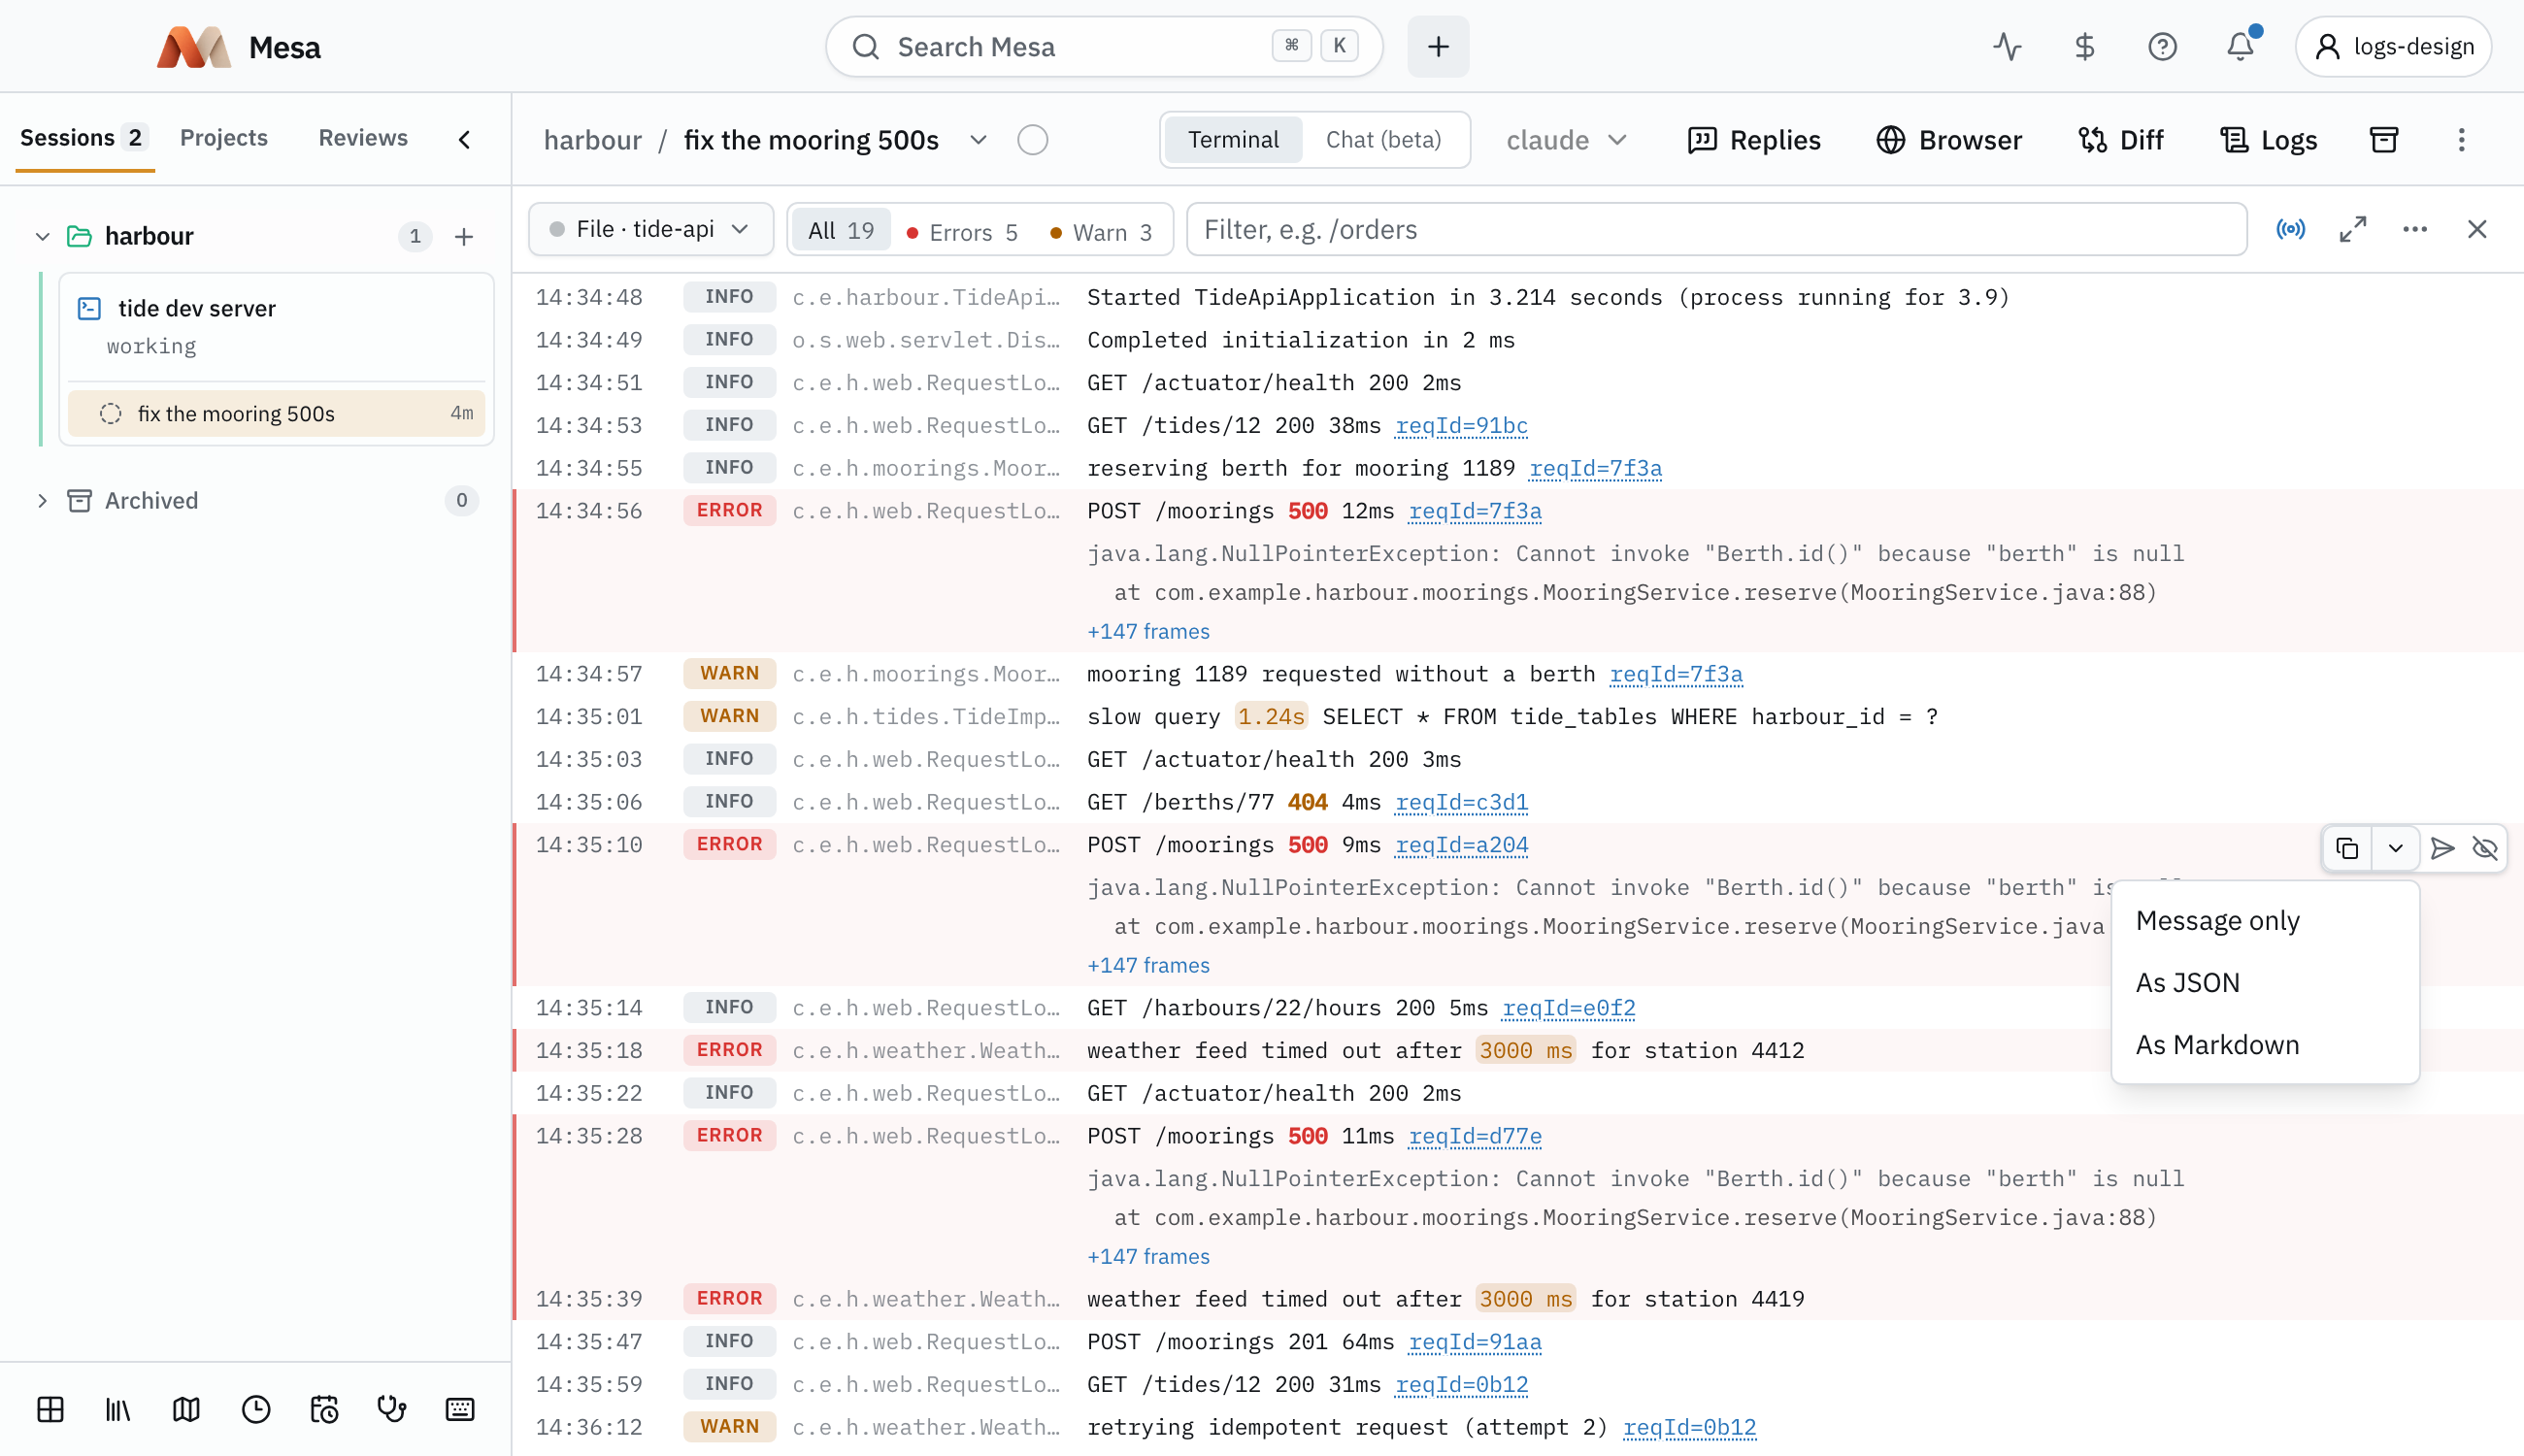 Mesa
Search Mesa
⌘ K
logs-design
Sessions 2 Projects Reviews
harbour / fix the mooring 500s
Terminal Chat (beta)
claude
Replies Browser Diff Logs
harbour 1
tide dev server
working
fix the mooring 500s 4m
Archived 0
File · tide-api
All 19 Errors 5 Warn 3
Filter, e.g. /orders
14:34:48 INFO c.e.harbour.TideApi… Started TideApiApplication in 3.214 seconds (process running for 3.9)
14:34:49 INFO o.s.web.servlet.Dis… Completed initialization in 2 ms
14:34:51 INFO c.e.h.web.RequestLo… GET /actuator/health 200 2ms
14:34:53 INFO c.e.h.web.RequestLo… GET /tides/12 200 38ms reqId=91bc
14:34:55 INFO c.e.h.moorings.Moor… reserving berth for mooring 1189 reqId=7f3a
14:34:56 ERROR c.e.h.web.RequestLo… POST /moorings 500 12ms reqId=7f3a
java.lang.NullPointerException: Cannot invoke "Berth.id()" because "berth" is null
at com.example.harbour.moorings.MooringService.reserve(MooringService.java:88)
+147 frames
14:34:57 WARN c.e.h.moorings.Moor… mooring 1189 requested without a berth reqId=7f3a
14:35:01 WARN c.e.h.tides.TideImp… slow query 1.24s SELECT * FROM tide_tables WHERE harbour_id = ?
14:35:03 INFO c.e.h.web.RequestLo… GET /actuator/health 200 3ms
14:35:06 INFO c.e.h.web.RequestLo… GET /berths/77 404 4ms reqId=c3d1
14:35:10 ERROR c.e.h.web.RequestLo… POST /moorings 500 9ms reqId=a204
java.lang.NullPointerException: Cannot invoke "Berth.id()" because "berth"
at com.example.harbour.moorings.MooringService.reserve(MooringService.java
+147 frames
Message only
As JSON
As Markdown
14:35:14 INFO c.e.h.web.RequestLo… GET /harbours/22/hours 200 5ms reqId=e0f2
14:35:18 ERROR c.e.h.weather.Weath… weather feed timed out after 3000 ms for station 4412
14:35:22 INFO c.e.h.web.RequestLo… GET /actuator/health 200 2ms
14:35:28 ERROR c.e.h.web.RequestLo… POST /moorings 500 11ms reqId=d77e
java.lang.NullPointerException: Cannot invoke "Berth.id()" because "berth" is null
at com.example.harbour.moorings.MooringService.reserve(MooringService.java:88)
+147 frames
14:35:39 ERROR c.e.h.weather.Weath… weather feed timed out after 3000 ms for station 4419
14:35:47 INFO c.e.h.web.RequestLo… POST /moorings 201 64ms reqId=91aa
14:35:59 INFO c.e.h.web.RequestLo… GET /tides/12 200 31ms reqId=0b12
14:36:12 WARN c.e.h.weather.Weath… retrying idempotent request (attempt 2) reqId=0b12